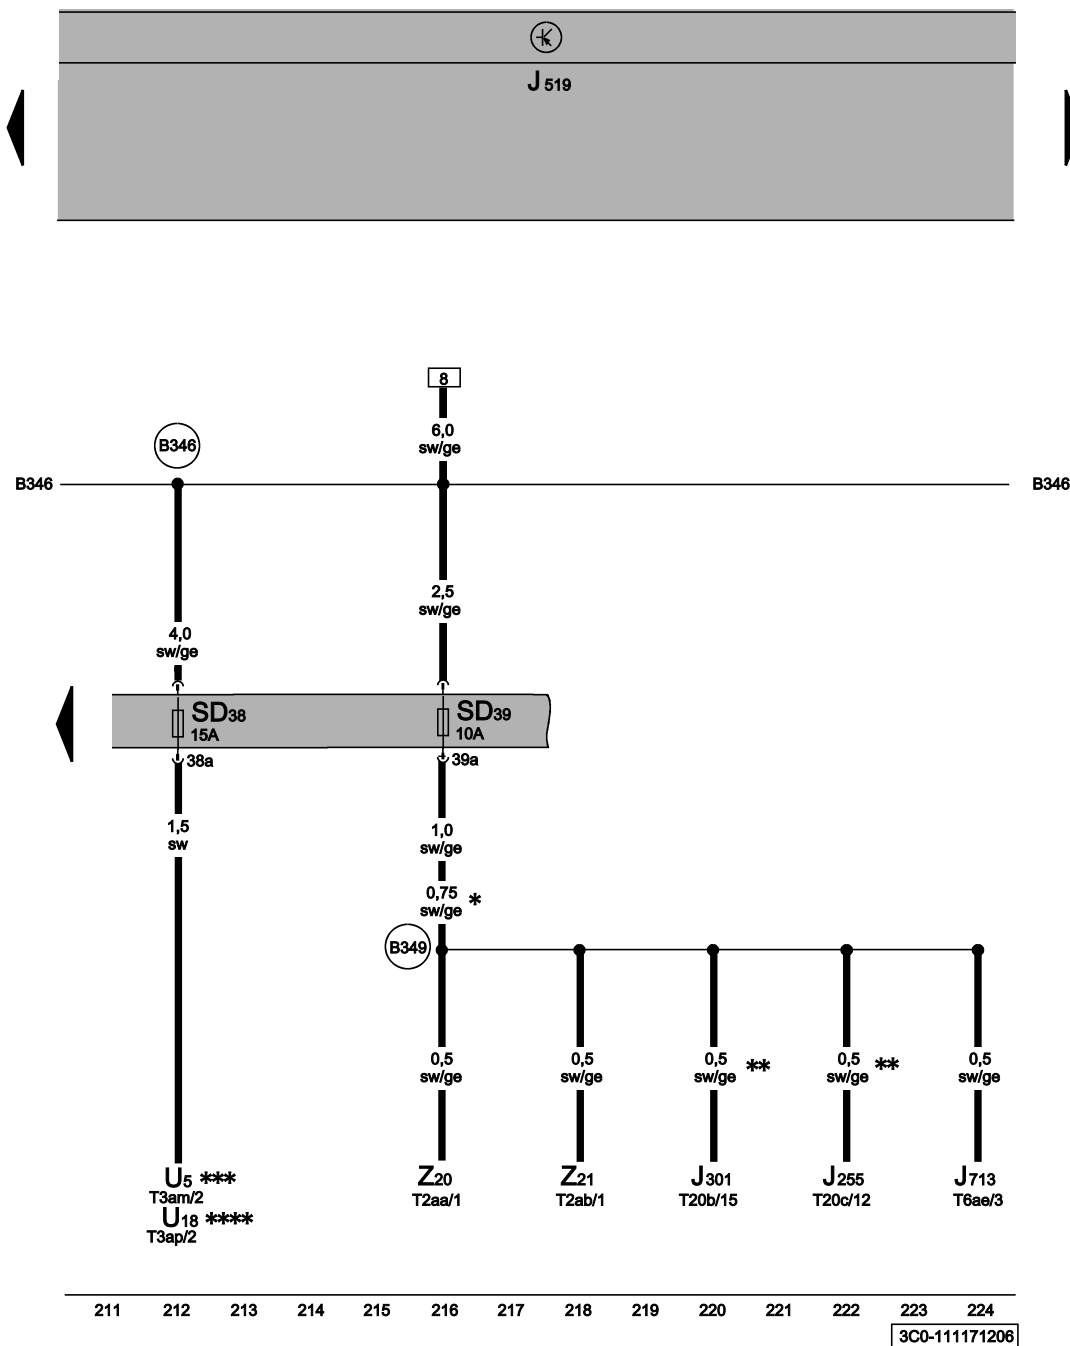 J 519
8
6,0
sw/ge
B346
B346
B346
2,5
sw/ge
4,0
sw/ge
SD38
15A
SD39
10A
38a
39a
1,5
sw
1,0
sw/ge
0,75
sw/ge *
B349
0,5
sw/ge
0,5
sw/ge
0,5
sw/ge **
0,5
sw/ge **
0,5
sw/ge
U5 ***
T3am/2
U18 ****
T3ap/2
Z20
T2aa/1
Z21
T2ab/1
J301
T20b/15
J255
T20c/12
J713
T6ae/3
211 212 213 214 215 216 217 218 219 220 221 222 223 224
3C0-111171206